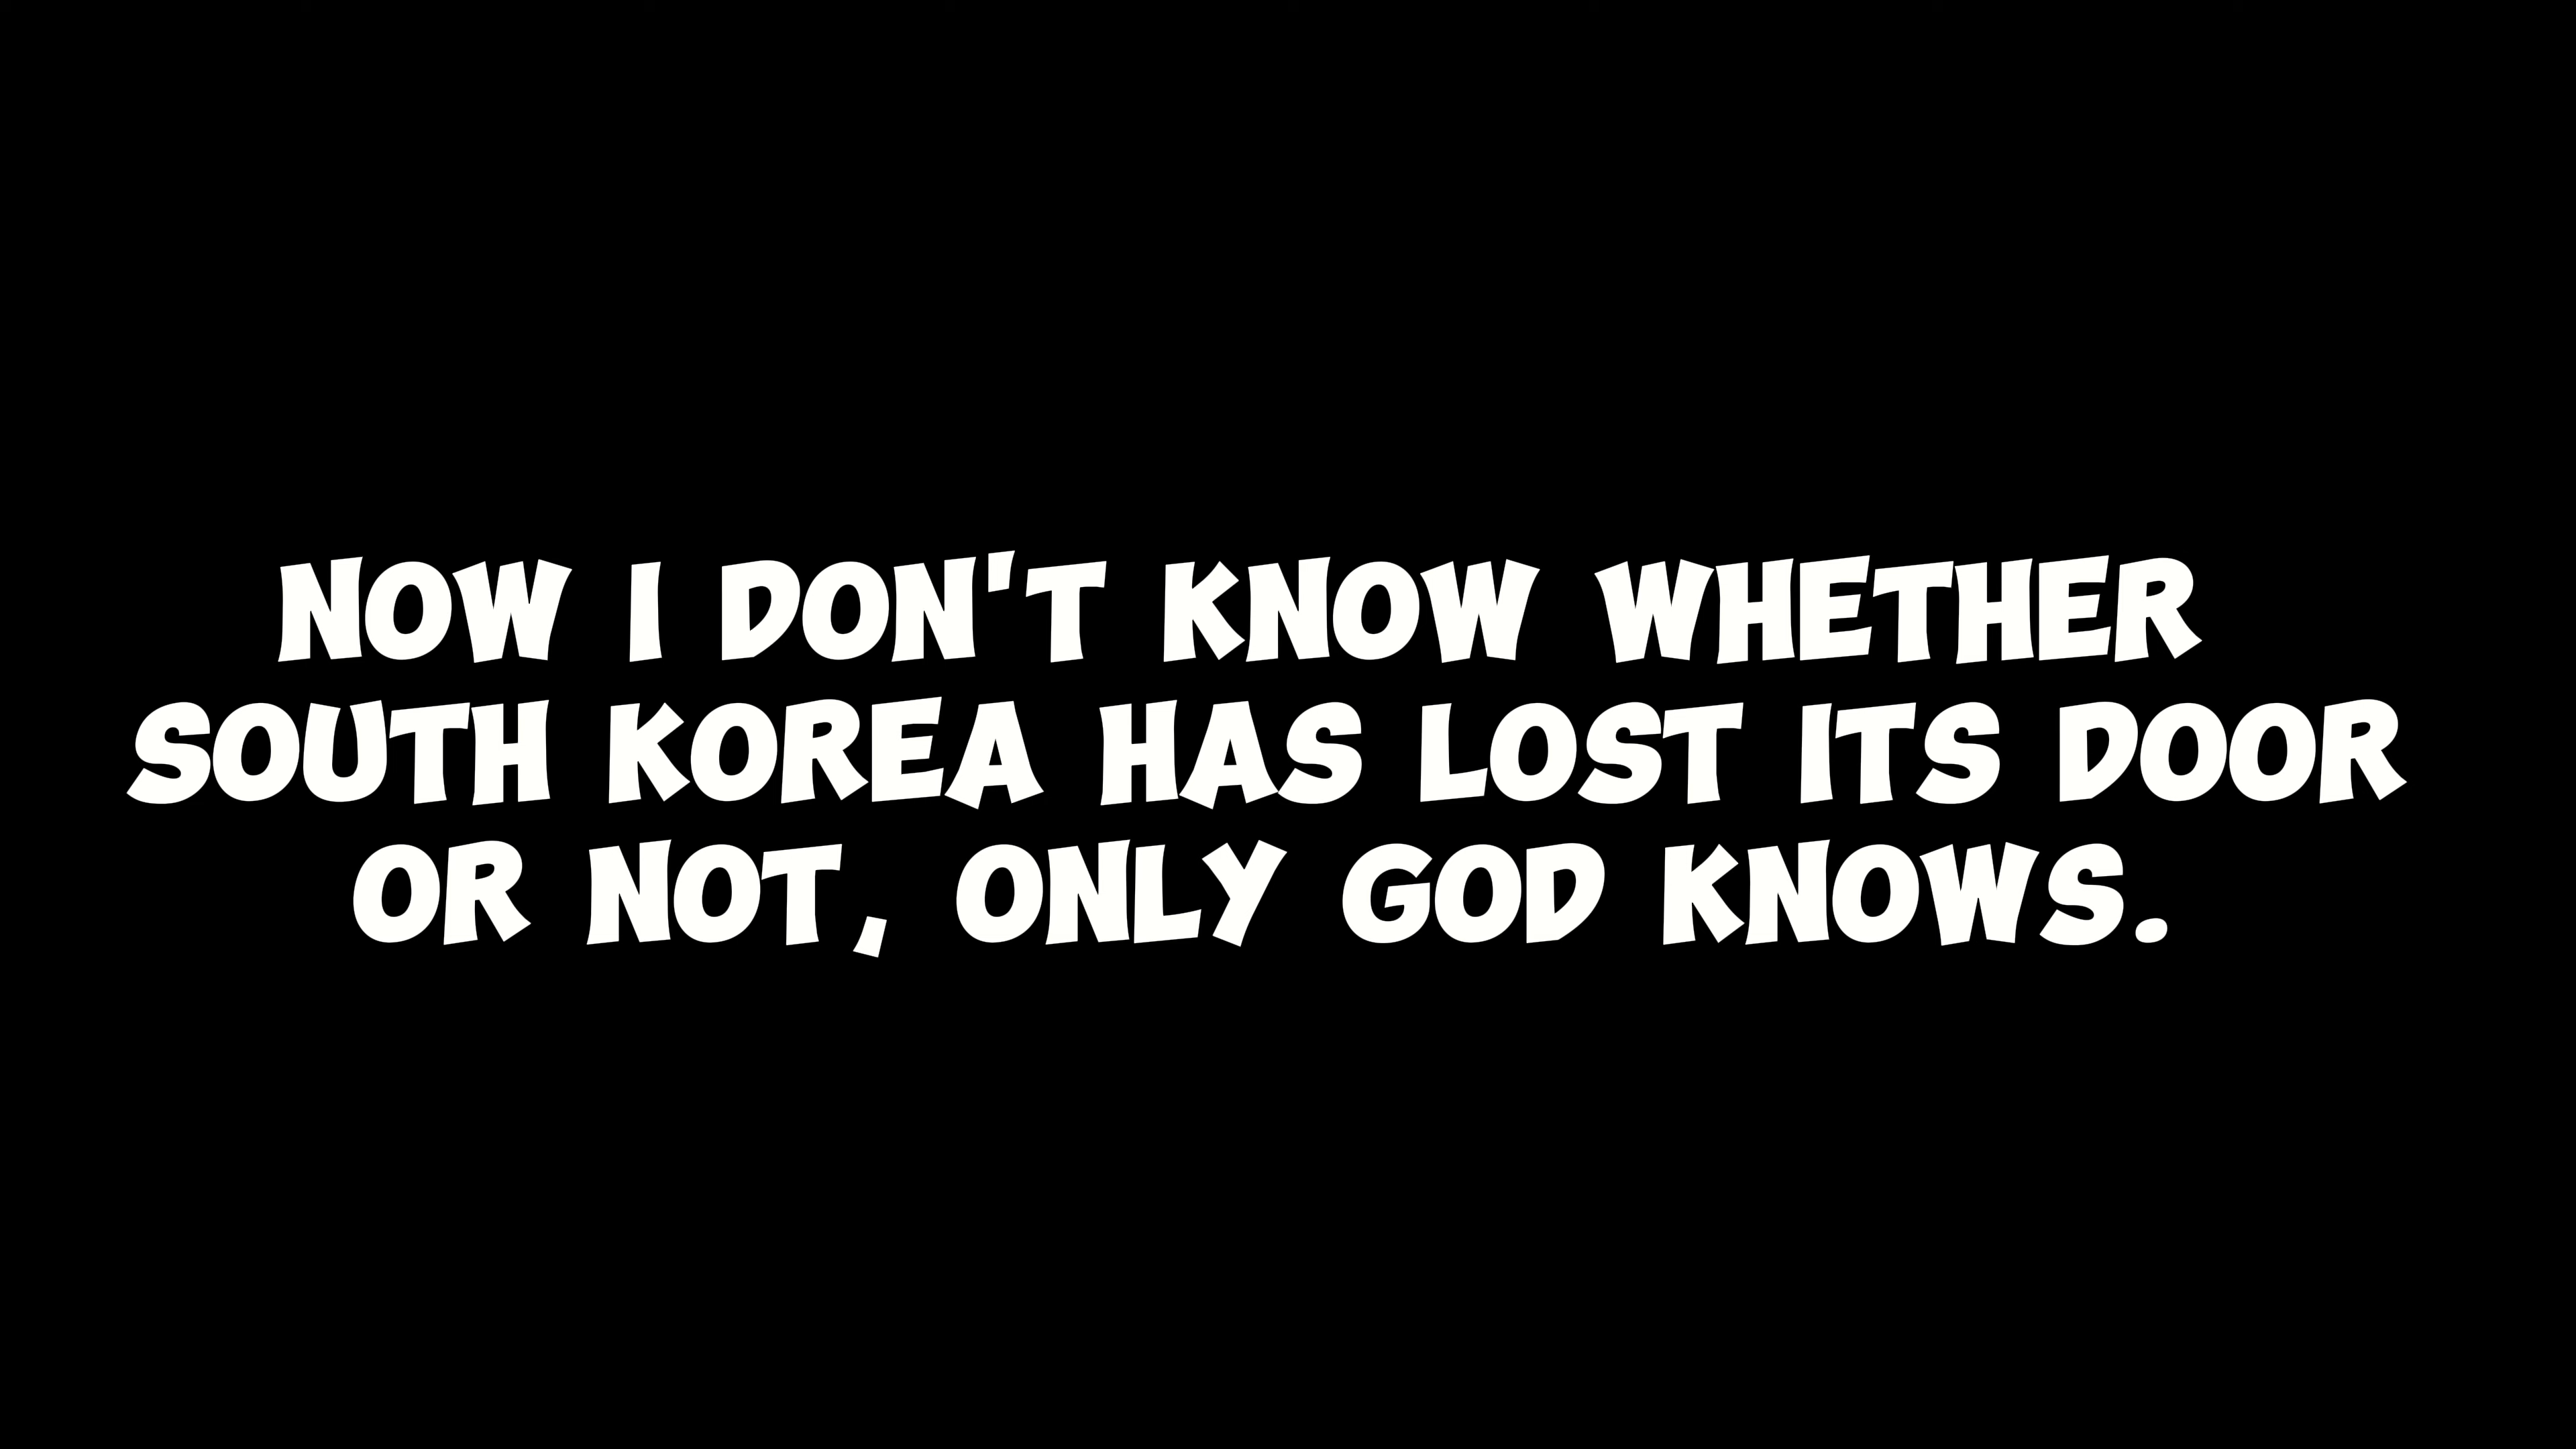 NOW I DON'T KNOW WHETHER
SOUTH KOREA HAS LOST ITS DOOR
OR NOT, ONLY GOD KNOWS.